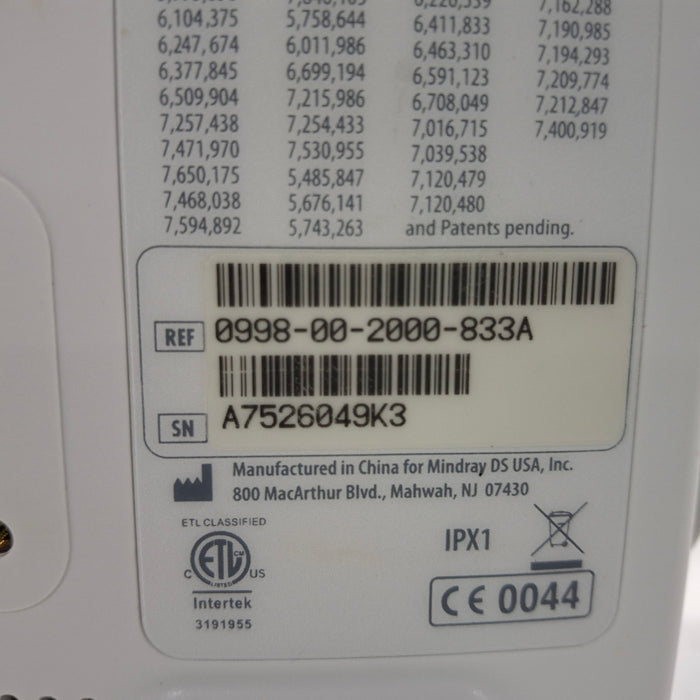 6,104,375 5,758,644 6,411,833 7,190,985
6,247,674 6,011,986 6,463,310 7,194,293
6,377,845 6,699,194 6,591,123 7,209,774
6,509,904 7,215,986 6,708,049 7,212,847
7,257,438 7,254,433 7,016,715 7,400,919
7,471,970 7,530,955 7,039,538
7,650,175 5,485,847 7,120,479
7,468,038 5,676,141 7,120,480
7,594,892 5,743,263 and Patents pending.
REF 0998-00-2000-833A
SN A7526049K3
Manufactured in China for Mindray DS USA, Inc.
800 MacArthur Blvd., Mahwah, NJ 07430
ETL CLASSIFIED
ETL CM
LISTED
C US
Intertek
3191955
IPX1
CE 0044